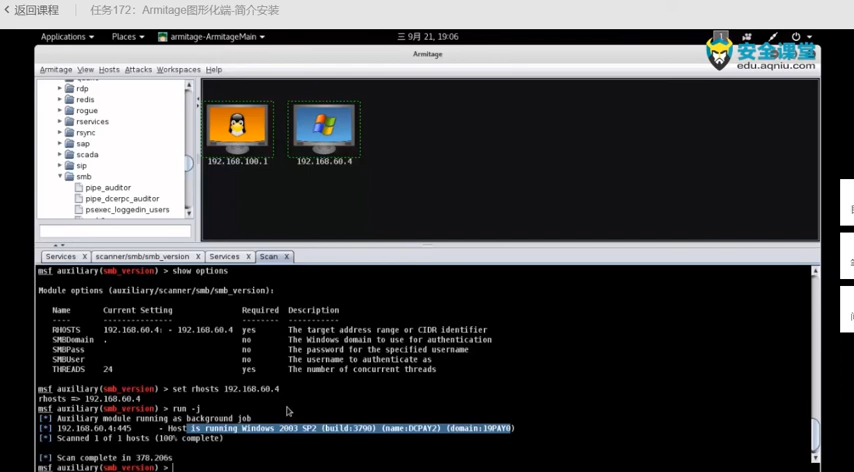 返回课程
任务172：Armitage图形化端-简介安装
Applications Places armitage-ArmitageMain 三 9月 21, 19:06
Armitage
安全课堂
edu.aqniu.com
Armitage View Hosts Attacks Workspaces Help
rdp
redis
rogue
rservices
rsync
sap
scada
sip
smb
pipe_auditor
pipe_dcerpc_auditor
psexec_loggedin_users
192.168.100.1
192.168.60.4
Services X scanner/smb/smb_version X Services X Scan X
msf auxiliary(smb_version) > show options
Module options (auxiliary/scanner/smb/smb_version):
Name Current Setting Required Description
---- --------------- -------- -----------
RHOSTS 192.168.60.4: - 192.168.60.4 yes The target address range or CIDR identifier
SMBDomain . no The Windows domain to use for authentication
SMBPass no The password for the specified username
SMBUser no The username to authenticate as
THREADS 24 yes The number of concurrent threads
msf auxiliary(smb_version) > set rhosts 192.168.60.4
rhosts => 192.168.60.4
msf auxiliary(smb_version) > run -j
[*] Auxiliary module running as background job
[*] 192.168.60.4:445 - Host is running Windows 2003 SP2 (build:3790) (name:DCPAY2) (domain:19PAY0)
[*] Scanned 1 of 1 hosts (100% complete)
[*] Scan complete in 378.206s
msf auxiliary(smb_version) >